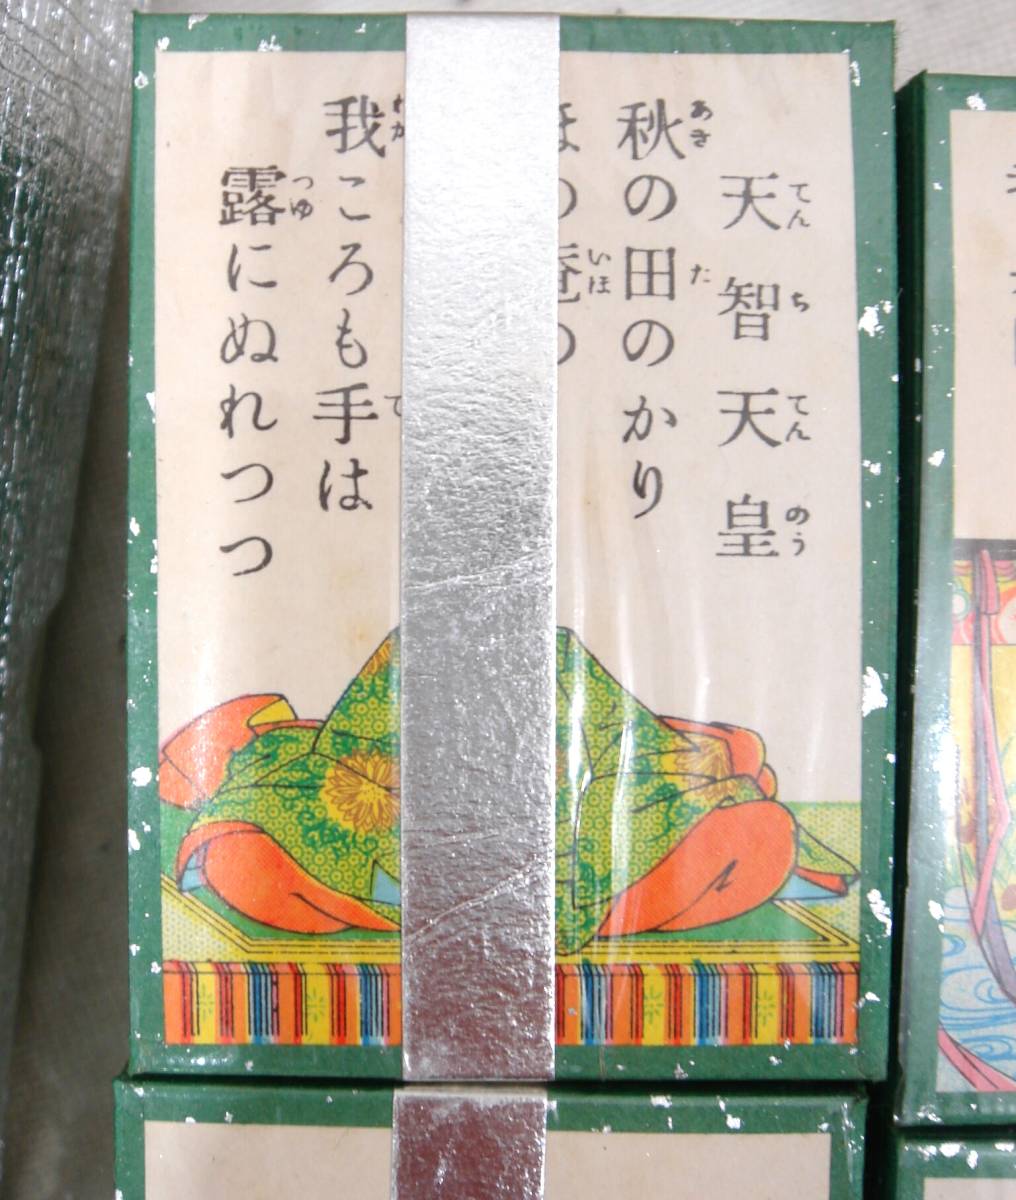 天智天皇
秋の田のかり
ほの庵の
我ころも手は
露にぬれつつ